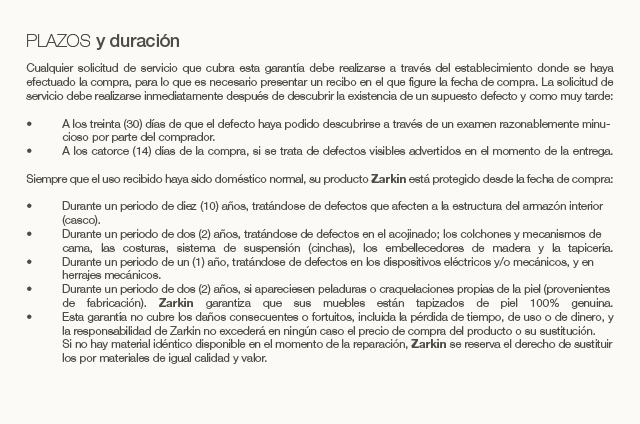 PLAZOS y duración
Cualquier solicitud de servicio que cubra esta garantía debe realizarse a través del establecimiento donde se haya
efectuado la compra, para lo que es necesario presentar un recibo en el que figure la fecha de compra. La solicitud de
servicio debe realizarse inmediatamente después de descubrir la existencia de un supuesto defecto y como muy tarde:
• A los treinta (30) días de que el defecto haya podido descubrirse a través de un examen razonablemente minu-
cioso por parte del comprador.
• A los catorce (14) días de la compra, si se trata de defectos visibles advertidos en el momento de la entrega.
Siempre que el uso recibido haya sido doméstico normal, su producto Zarkin está protegido desde la fecha de compra:
• Durante un periodo de diez (10) años, tratándose de defectos que afecten a la estructura del armazón interior
(casco).
• Durante un periodo de dos (2) años, tratándose de defectos en el acojinado; los colchones y mecanismos de
cama, las costuras, sistema de suspensión (cinchas), los embellecedores de madera y la tapicería.
• Durante un periodo de un (1) año, tratándose de defectos en los dispositivos eléctricos y/o mecánicos, y en
herrajes mecánicos.
• Durante un periodo de dos (2) años, si apareciesen peladuras o craquelaciones propias de la piel (provenientes
de fabricación). Zarkin garantiza que sus muebles están tapizados de piel 100% genuina.
• Esta garantía no cubre los daños consecuentes o fortuitos, incluida la pérdida de tiempo, de uso o de dinero, y
la responsabilidad de Zarkin no excederá en ningún caso el precio de compra del producto o su sustitución.
Si no hay material idéntico disponible en el momento de la reparación, Zarkin se reserva el derecho de sustituir
los por materiales de igual calidad y valor.